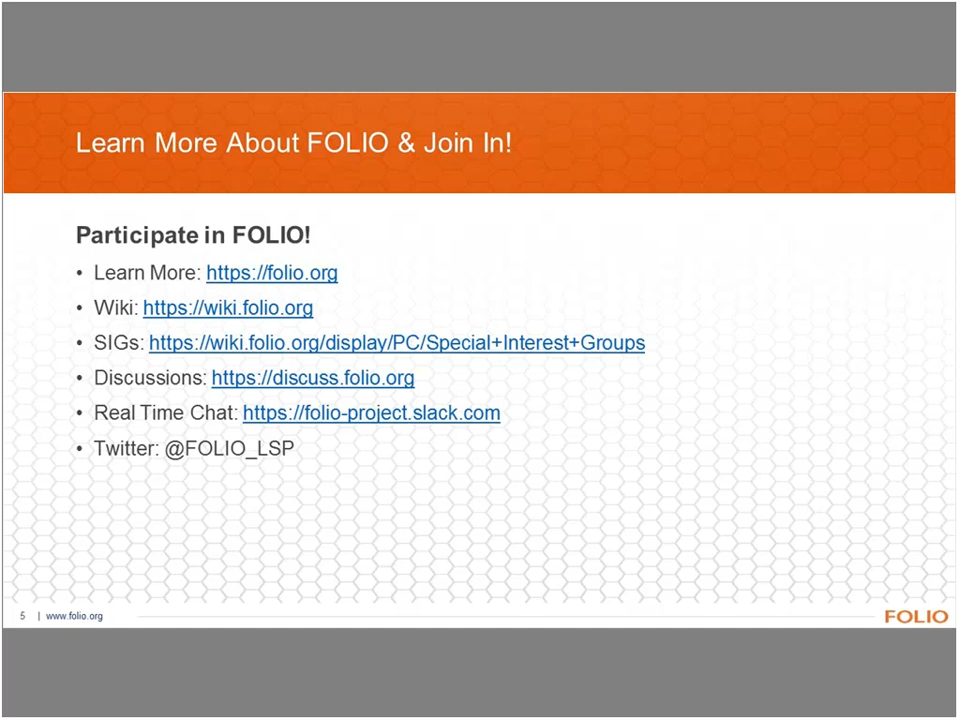 Learn More About FOLIO & Join In!
Participate in FOLIO!
• Learn More: https://folio.org
• Wiki: https://wiki.folio.org
• SIGs: https://wiki.folio.org/display/PC/Special+Interest+Groups
• Discussions: https://discuss.folio.org
• Real Time Chat: https://folio-project.slack.com
• Twitter: @FOLIO_LSP
5 | www.folio.org
FOLIO